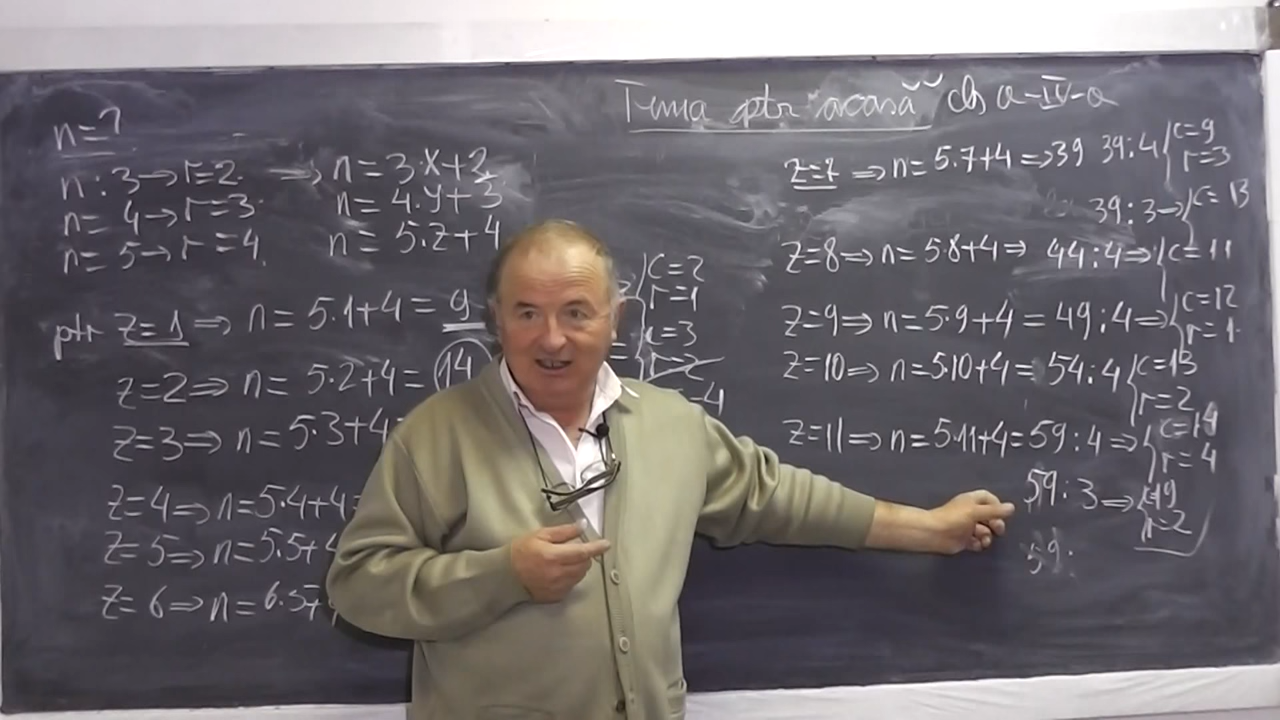 Tema ptr acasă cls a-IV-a
n=?
n:3→r=2 ⇒ n=3·x+2
n= 4→r=3 n=4·y+3
n= 5→r=4 n=5·z+4
ptr z=1 ⇒ n=5·1+4=9
z=2⇒ n= 5·2+4=14
z=3⇒ n=5·3+4
z=4⇒n=5·4+4=
z=5⇒n=5·5+4
z=6⇒n=6·5+
c=2
r=1
c=3
r=2
=4
z=7 ⇒n=5·7+4⇒39 39:4 c=9
r=3
39:3→ c=13
z=8⇒n=5·8+4⇒ 44:4⇒ c=11
z=9⇒n=5·9+4=49:4⇒ c=12
r=1
z=10⇒n=5·10+4=54:4 c=13
r=2
z=11⇒n=5·11+4=59:4⇒ c=14
r=4
59:3⇒ c=19
r=2
59: